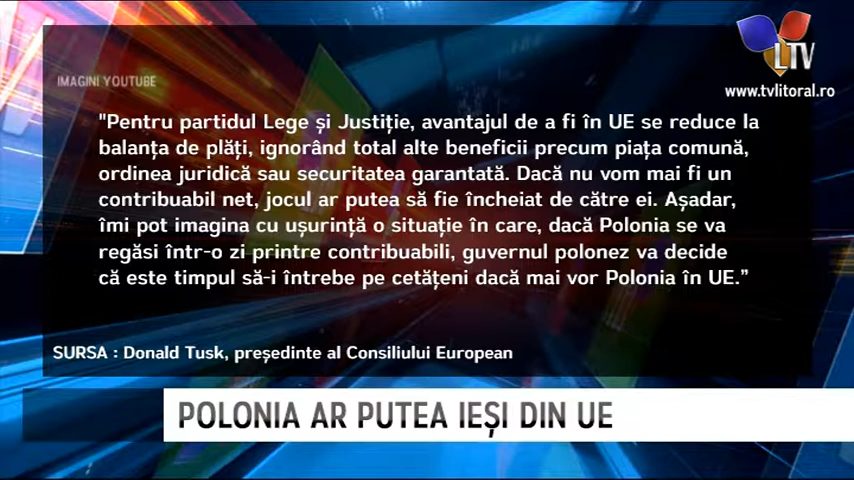 LTV
IMAGINI YOUTUBE
www.tvlitoral.ro
"Pentru partidul Lege și Justiție, avantajul de a fi în UE se reduce la
balanța de plăți, ignorând total alte beneficii precum piața comună,
ordinea juridică sau securitatea garantată. Dacă nu vom mai fi un
contribuabil net, jocul ar putea să fie încheiat de către ei. Așadar,
îmi pot imagina cu ușurință o situație în care, dacă Polonia se va
regăsi într-o zi printre contribuabili, guvernul polonez va decide
că este timpul să-i întrebe pe cetățeni dacă mai vor Polonia în UE."
SURSA : Donald Tusk, președinte al Consiliului European
POLONIA AR PUTEA IEȘI DIN UE